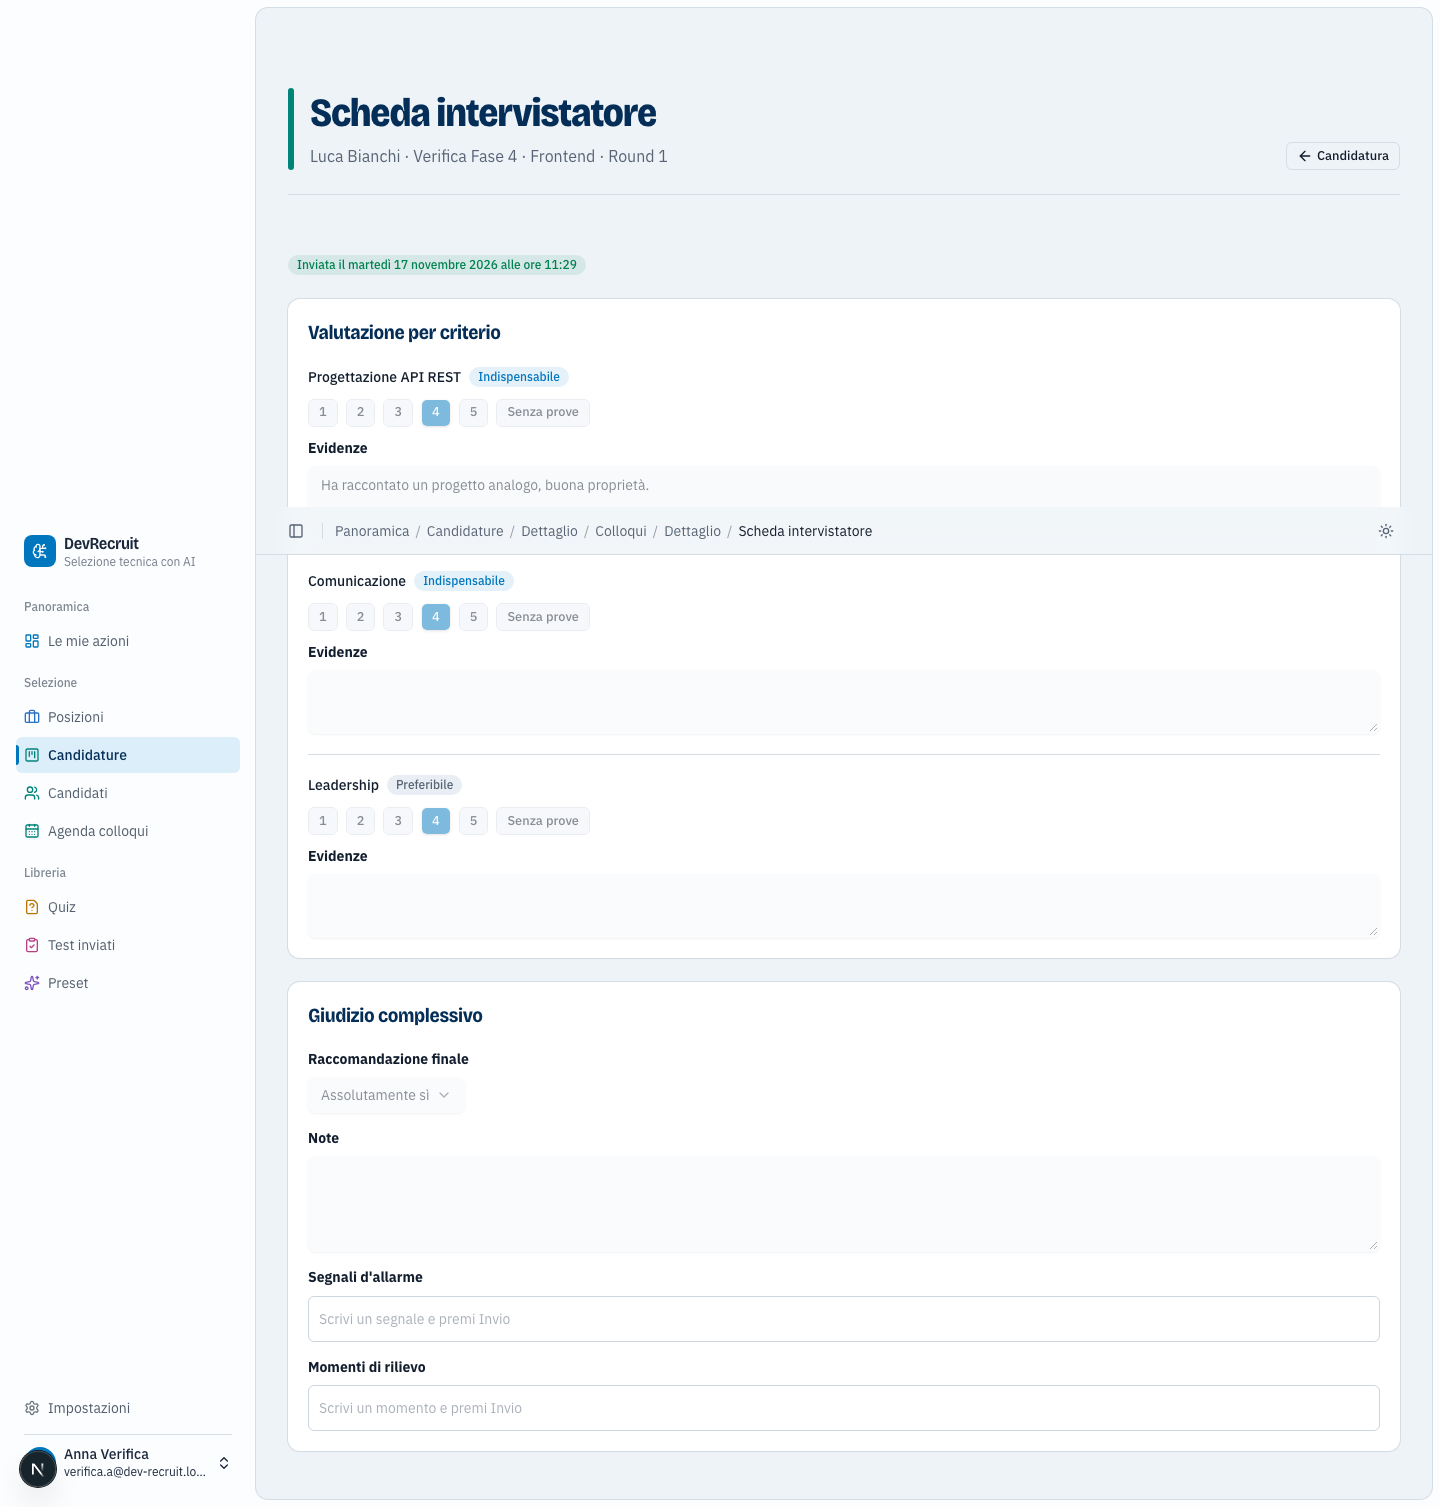 Scheda intervistatore
Luca Bianchi · Verifica Fase 4 · Frontend · Round 1
Candidatura
Inviata il martedì 17 novembre 2026 alle ore 11:29
Valutazione per criterio
Progettazione API REST Indispensabile
1 2 3 4 5 Senza prove
Evidenze
Ha raccontato un progetto analogo, buona proprietà.
Panoramica / Candidature / Dettaglio / Colloqui / Dettaglio / Scheda intervistatore
Comunicazione Indispensabile
1 2 3 4 5 Senza prove
Evidenze
Leadership Preferibile
1 2 3 4 5 Senza prove
Evidenze
Giudizio complessivo
Raccomandazione finale
Assolutamente sì
Note
Segnali d'allarme
Scrivi un segnale e premi Invio
Momenti di rilievo
Scrivi un momento e premi Invio
DevRecruit
Selezione tecnica con AI
Panoramica
Le mie azioni
Selezione
Posizioni
Candidature
Candidati
Agenda colloqui
Libreria
Quiz
Test inviati
Preset
Impostazioni
N
Anna Verifica
verifica.a@dev-recruit.lo...